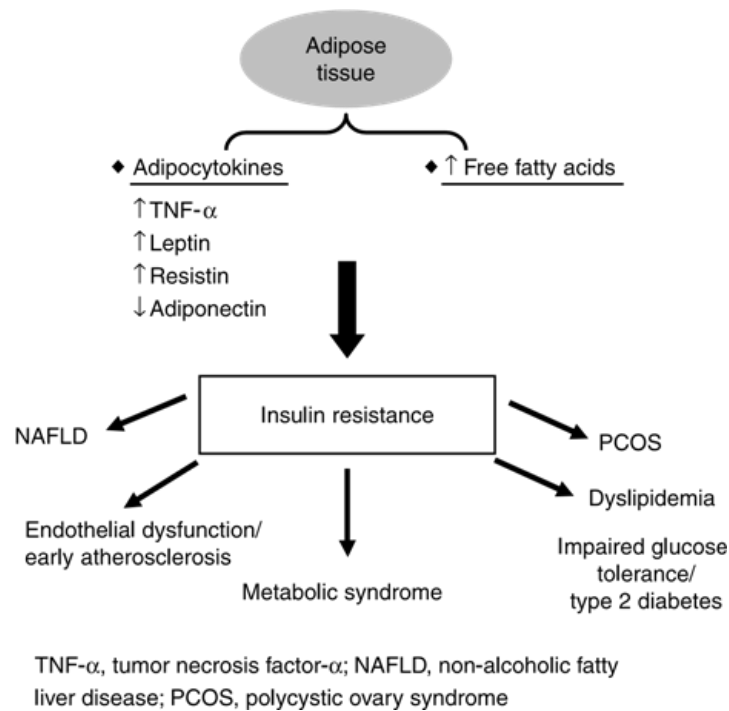 Adipose
tissue
◆ Adipocytokines
◆ ↑ Free fatty acids
↑TNF-α
↑Leptin
↑Resistin
↓Adiponectin
Insulin resistance
NAFLD
PCOS
Endothelial dysfunction/
early atherosclerosis
Dyslipidemia
Metabolic syndrome
Impaired glucose
tolerance/
type 2 diabetes
TNF-α, tumor necrosis factor-α; NAFLD, non-alcoholic fatty
liver disease; PCOS, polycystic ovary syndrome